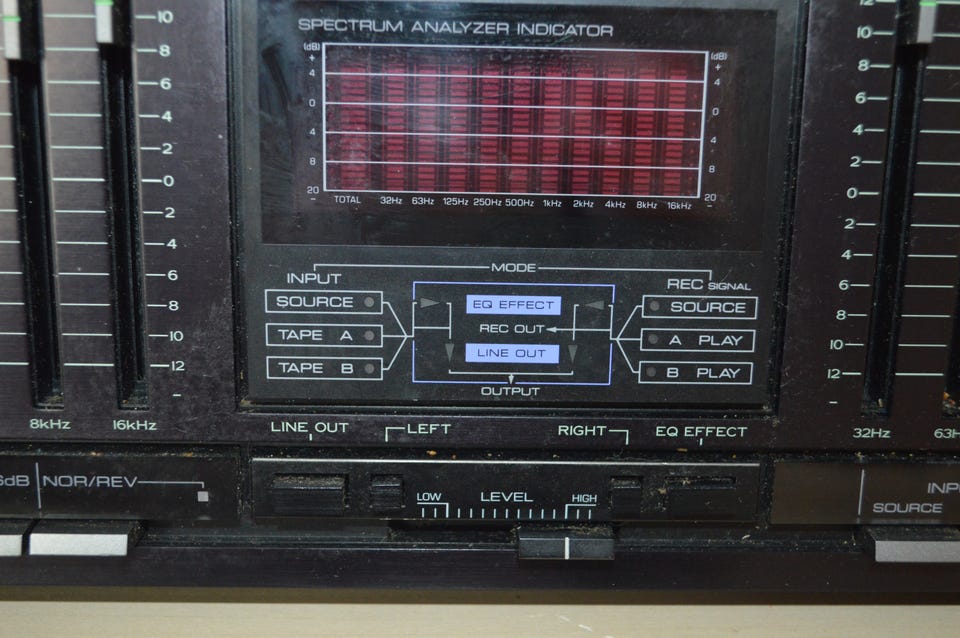 SPECTRUM ANALYZER INDICATOR
(dB) (dB)
+ +
4 4
0 0
4 4
8 8
20 20
- -
TOTAL 32Hz 63Hz 125Hz 250Hz 500Hz 1kHz 2kHz 4kHz 8kHz 16kHz
10
8
6
4
2
0
2
4
6
8
10
12
-
8kHz 16kHz
12
10
8
6
4
2
0
2
4
6
8
10
12
-
32Hz 63H
MODE
INPUT
SOURCE
TAPE A
TAPE B
EQ EFFECT
REC OUT
LINE OUT
OUTPUT
REC SIGNAL
SOURCE
A PLAY
B PLAY
LINE OUT LEFT RIGHT EQ EFFECT
LOW LEVEL HIGH
dB NOR/REV
INP
SOURCE